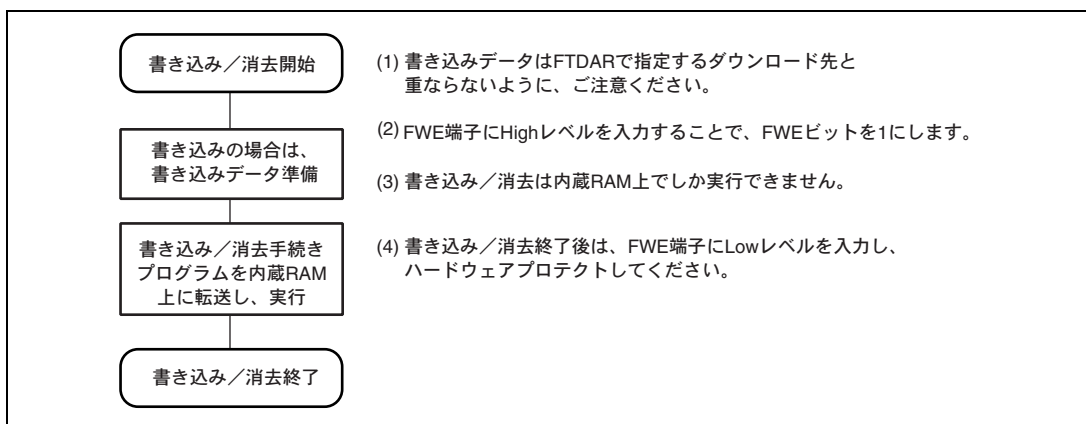 書き込み／消去開始
書き込みの場合は、
書き込みデータ準備
書き込み／消去手続き
プログラムを内蔵RAM
上に転送し、実行
書き込み／消去終了
(1) 書き込みデータはFTDARで指定するダウンロード先と
重ならないように、ご注意ください。
(2) FWE端子にHighレベルを入力することで、FWEビットを1にします。
(3) 書き込み／消去は内蔵RAM上でしか実行できません。
(4) 書き込み／消去終了後は、FWE端子にLowレベルを入力し、
ハードウェアプロテクトしてください。